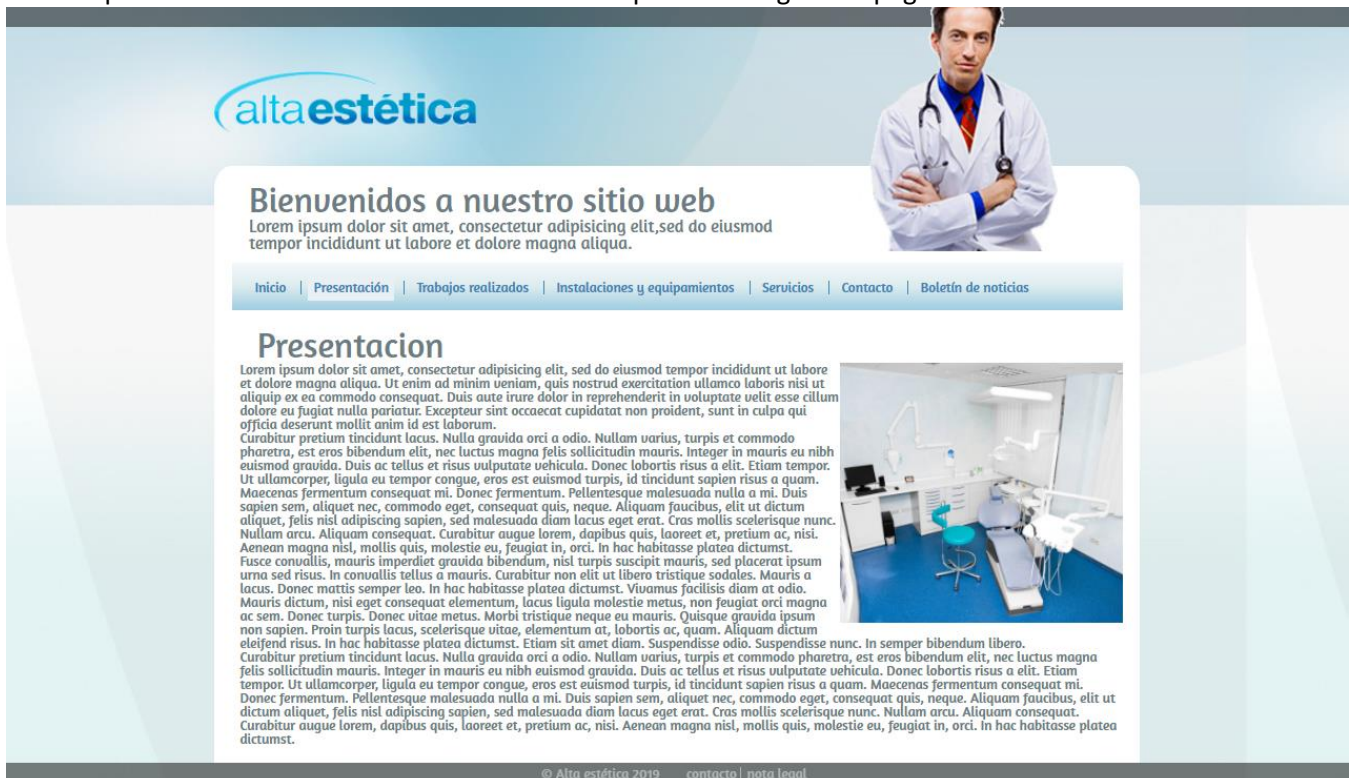 altaestética
Bienvenidos a nuestro sitio web
Lorem ipsum dolor sit amet, consectetur adipisicing elit,sed do eiusmod
tempor incididunt ut labore et dolore magna aliqua.
Inicio | Presentación | Trabajos realizados | Instalaciones y equipamientos | Servicios | Contacto | Boletín de noticias
Presentacion
Lorem ipsum dolor sit amet, consectetur adipisicing elit, sed do eiusmod tempor incididunt ut labore
et dolore magna aliqua. Ut enim ad minim veniam, quis nostrud exercitation ullamco laboris nisi ut
aliquip ex ea commodo consequat. Duis aute irure dolor in reprehenderit in voluptate velit esse cillum
dolore eu fugiat nulla pariatur. Excepteur sint occaecat cupidatat non proident, sunt in culpa qui
officia deserunt mollit anim id est laborum.
Curabitur pretium tincidunt lacus. Nulla gravida orci a odio. Nullam varius, turpis et commodo
pharetra, est eros bibendum elit, nec luctus magna felis sollicitudin mauris. Integer in mauris eu nibh
euismod gravida. Duis ac tellus et risus vulputate vehicula. Donec lobortis risus a elit. Etiam tempor.
Ut ullamcorper, ligula eu tempor congue, eros est euismod turpis, id tincidunt sapien risus a quam.
Maecenas fermentum consequat mi. Donec fermentum. Pellentesque malesuada nulla a mi. Duis
sapien sem, aliquet nec, commodo eget, consequat quis, neque. Aliquam faucibus, elit ut dictum
aliquet, felis nisl adipiscing sapien, sed malesuada diam lacus eget erat. Cras mollis scelerisque nunc.
Nullam arcu. Aliquam consequat. Curabitur augue lorem, dapibus quis, laoreet et, pretium ac, nisi.
Aenean magna nisl, mollis quis, molestie eu, feugiat in, orci. In hac habitasse platea dictumst.
Fusce convallis, mauris imperdiet gravida bibendum, nisl turpis suscipit mauris, sed placerat ipsum
urna sed risus. In convallis tellus a mauris. Curabitur non elit ut libero tristique sodales. Mauris a
lacus. Donec mattis semper leo. In hac habitasse platea dictumst. Vivamus facilisis diam at odio.
Mauris dictum, nisi eget consequat elementum, lacus ligula molestie metus, non feugiat orci magna
ac sem. Donec turpis. Donec vitae metus. Morbi tristique neque eu mauris. Quisque gravida ipsum
non sapien. Proin turpis lacus, scelerisque vitae, elementum at, lobortis ac, quam. Aliquam dictum
eleifend risus. In hac habitasse platea dictumst. Etiam sit amet diam. Suspendisse odio. Suspendisse nunc. In semper bibendum libero.
Curabitur pretium tincidunt lacus. Nulla gravida orci a odio. Nullam varius, turpis et commodo pharetra, est eros bibendum elit, nec luctus magna
felis sollicitudin mauris. Integer in mauris eu nibh euismod gravida. Duis ac tellus et risus vulputate vehicula. Donec lobortis risus a elit. Etiam
tempor. Ut ullamcorper, ligula eu tempor congue, eros est euismod turpis, id tincidunt sapien risus a quam. Maecenas fermentum consequat mi.
Donec fermentum. Pellentesque malesuada nulla a mi. Duis sapien sem, aliquet nec, commodo eget, consequat quis, neque. Aliquam faucibus, elit ut
dictum aliquet, felis nisl adipiscing sapien, sed malesuada diam lacus eget erat. Cras mollis scelerisque nunc. Nullam arcu. Aliquam consequat.
Curabitur augue lorem, dapibus quis, laoreet et, pretium ac, nisi. Aenean magna nisl, mollis quis, molestie eu, feugiat in, orci. In hac habitasse platea
dictumst.
© Alta estética 2019 contacto | nota legal